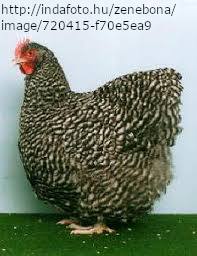 http://indafoto.hu/zenebona/
image/720415-f70e5ea9